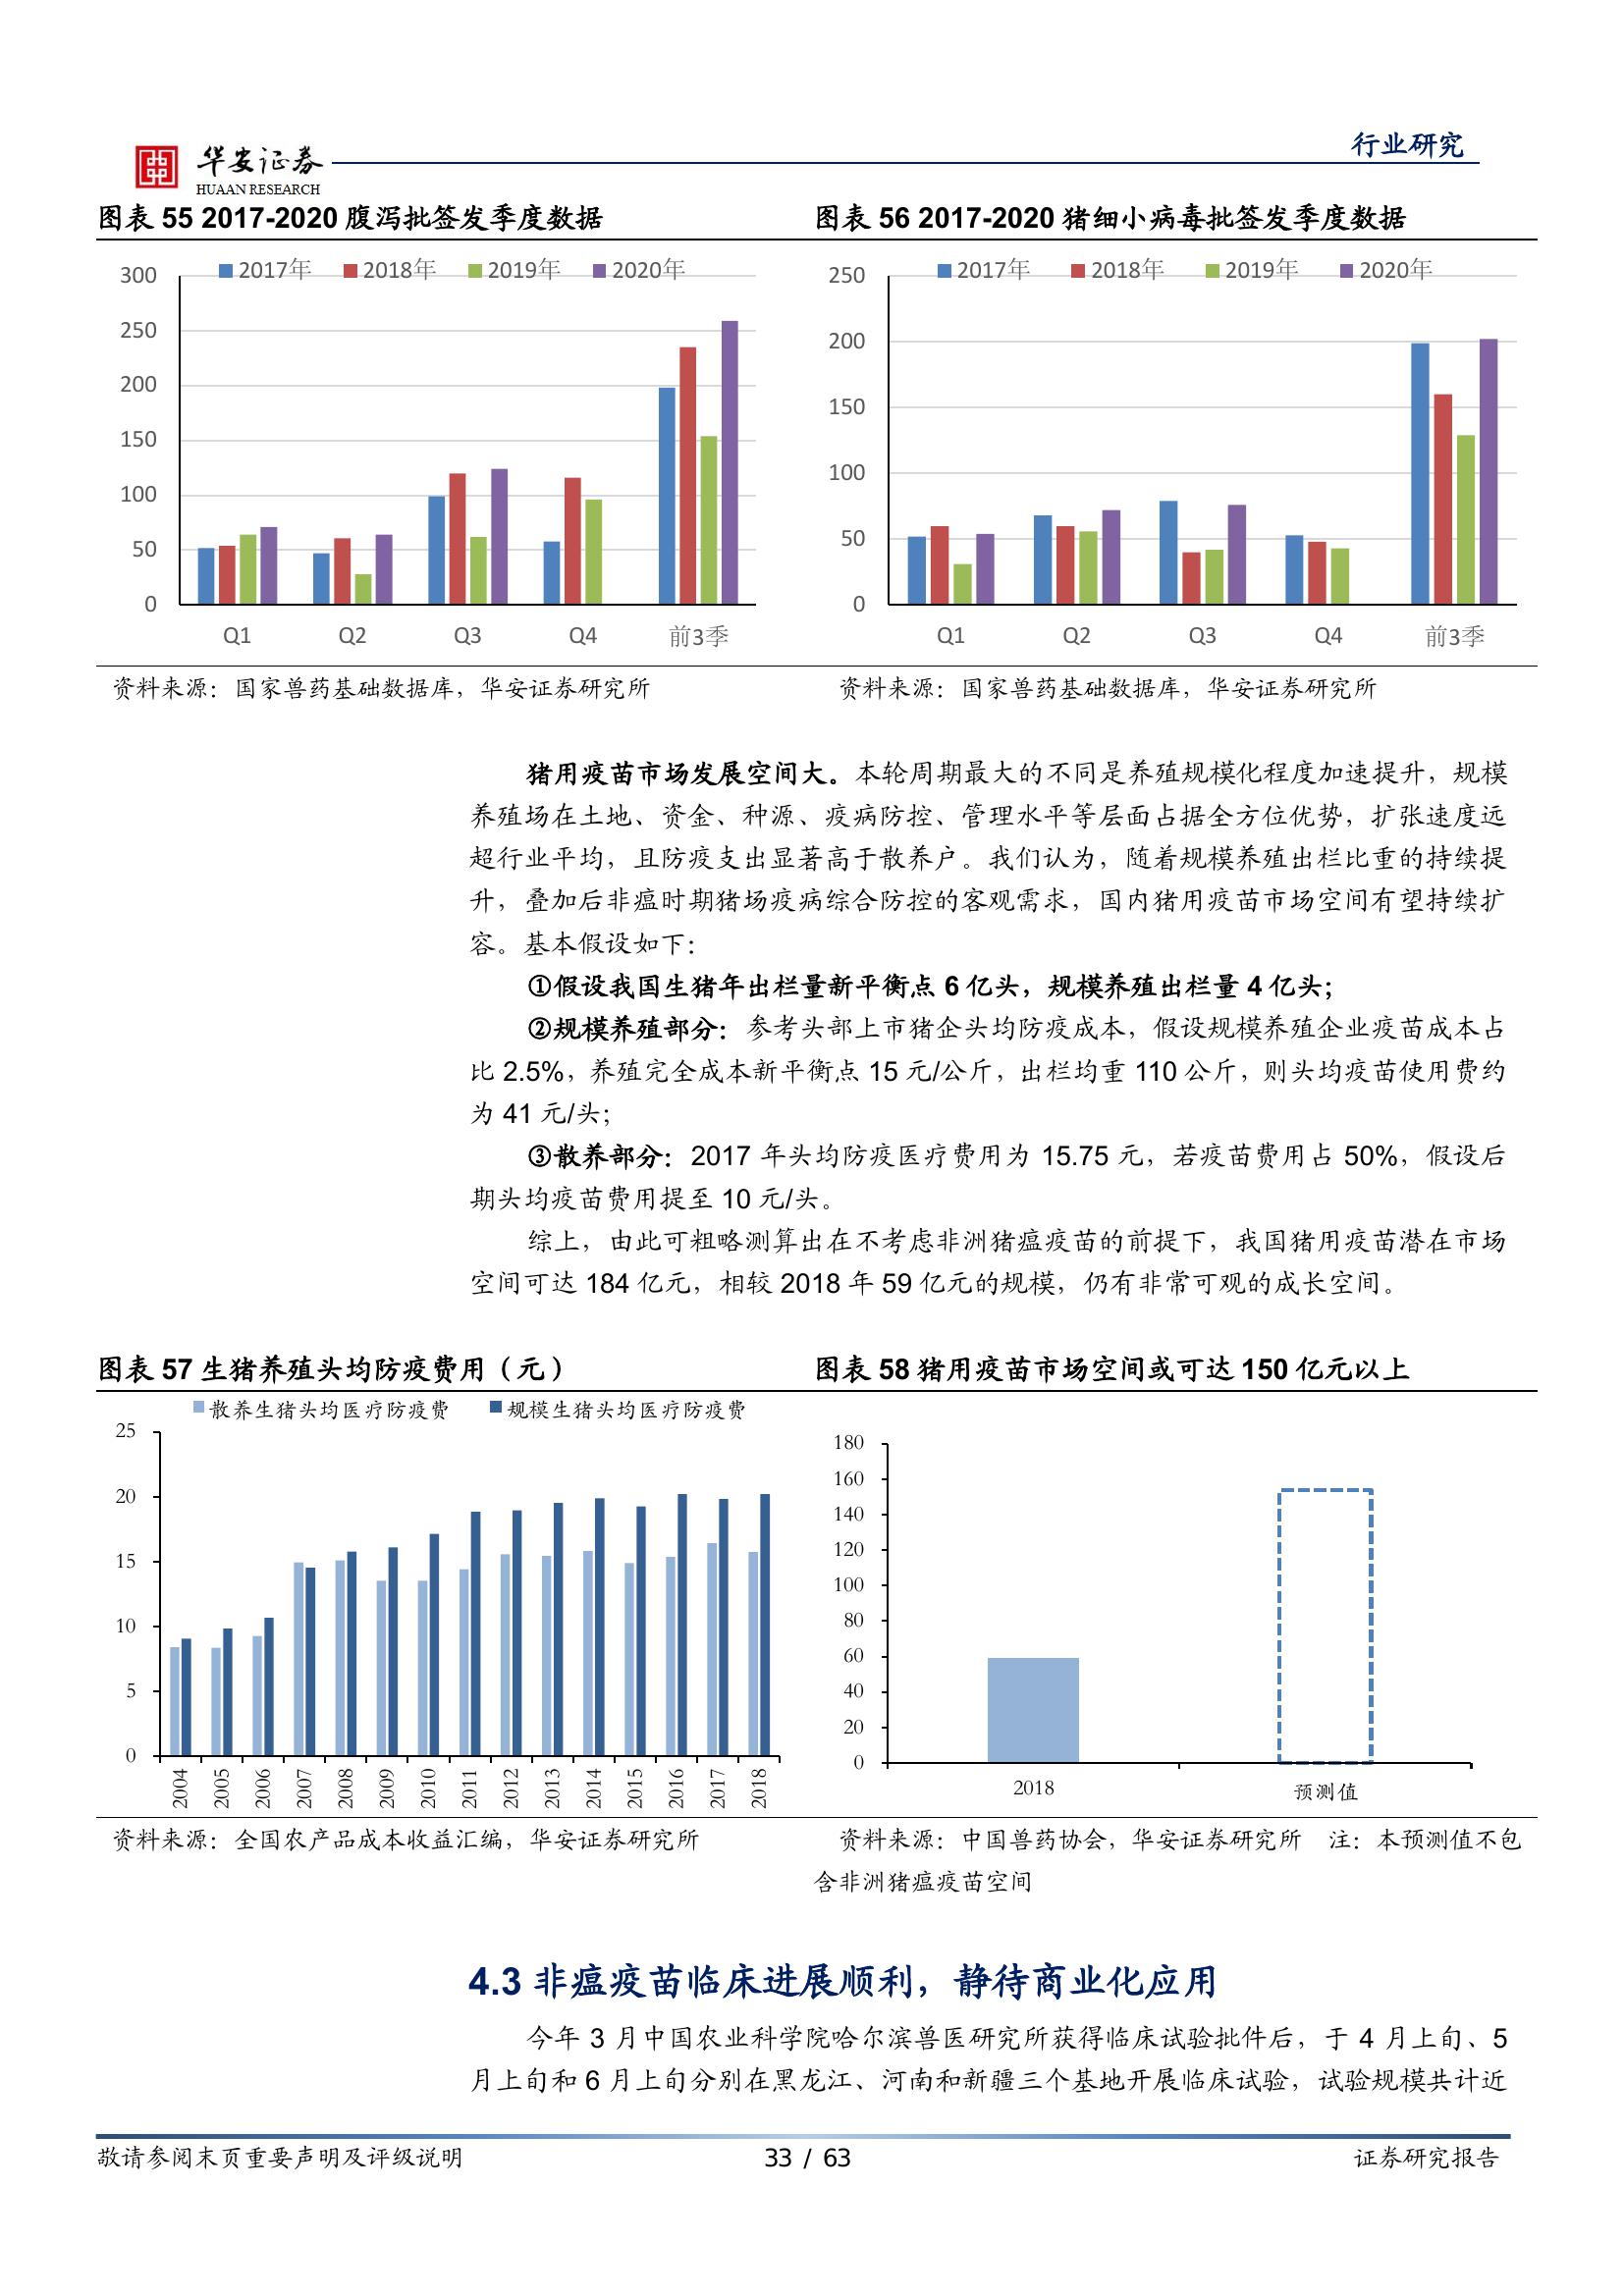 行业研究
华安证券
HUAAN RESEARCH
图表 55 2017-2020 腹泻批签发季度数据
2017年 2018年 2019年 2020年
300
250
200
150
100
50
0
Q1 Q2 Q3 Q4 前3季
资料来源：国家兽药基础数据库，华安证券研究所
图表 56 2017-2020 猪细小病毒批签发季度数据
2017年 2018年 2019年 2020年
250
200
150
100
50
0
Q1 Q2 Q3 Q4 前3季
资料来源：国家兽药基础数据库，华安证券研究所
猪用疫苗市场发展空间大。本轮周期最大的不同是养殖规模化程度加速提升，规模
养殖场在土地、资金、种源、疫病防控、管理水平等层面占据全方位优势，扩张速度远
超行业平均，且防疫支出显著高于散养户。我们认为，随着规模养殖出栏比重的持续提
升，叠加后非瘟时期猪场疫病综合防控的客观需求，国内猪用疫苗市场空间有望持续扩
容。基本假设如下：
①假设我国生猪年出栏量新平衡点 6 亿头，规模养殖出栏量 4 亿头；
②规模养殖部分：参考头部上市猪企头均防疫成本，假设规模养殖企业疫苗成本占
比 2.5%，养殖完全成本新平衡点 15 元/公斤，出栏均重 110 公斤，则头均疫苗使用费约
为 41 元/头；
③散养部分：2017 年头均防疫医疗费用为 15.75 元，若疫苗费用占 50%，假设后
期头均疫苗费用提至 10 元/头。
综上，由此可粗略测算出在不考虑非洲猪瘟疫苗的前提下，我国猪用疫苗潜在市场
空间可达 184 亿元，相较 2018 年 59 亿元的规模，仍有非常可观的成长空间。
图表 57 生猪养殖头均防疫费用（元）
散养生猪头均医疗防疫费 规模生猪头均医疗防疫费
25
20
15
10
5
0
2004 2005 2006 2007 2008 2009 2010 2011 2012 2013 2014 2015 2016 2017 2018
资料来源：全国农产品成本收益汇编，华安证券研究所
图表 58 猪用疫苗市场空间或可达 150 亿元以上
180
160
140
120
100
80
60
40
20
0
2018 预测值
资料来源：中国兽药协会，华安证券研究所 注：本预测值不包
含非洲猪瘟疫苗空间
4.3 非瘟疫苗临床进展顺利，静待商业化应用
今年 3 月中国农业科学院哈尔滨兽医研究所获得临床试验批件后，于 4 月上旬、5
月上旬和 6 月上旬分别在黑龙江、河南和新疆三个基地开展临床试验，试验规模共计近
敬请参阅末页重要声明及评级说明 33 / 63 证券研究报告